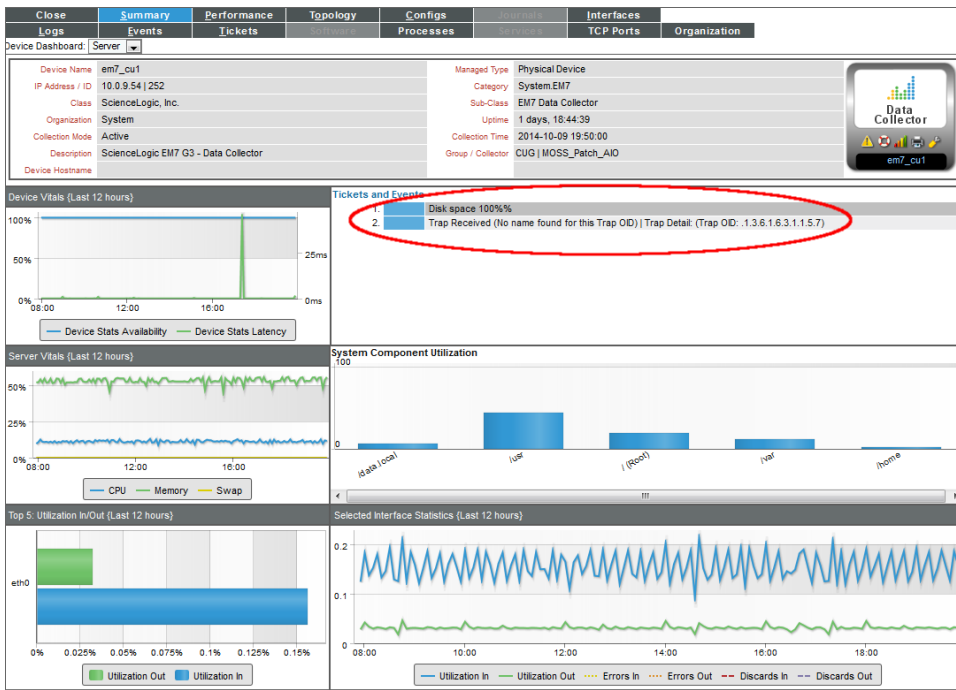 Close Summary Performance Topology Configs Journals Interfaces
Logs Events Tickets Software Processes Services TCP Ports Organization
Device Dashboard: Server
Device Name em7_cu1 Managed Type Physical Device
IP Address / ID 10.0.9.54 | 252 Category System.EM7
Class ScienceLogic, Inc. Sub-Class EM7 Data Collector
Organization System Uptime 1 days, 18:44:39
Collection Mode Active Collection Time 2014-10-09 19:50:00
Description ScienceLogic EM7 G3 - Data Collector Group / Collector CUG | MOSS_Patch_AIO
Device Hostname
Data
Collector
em7_cu1
Device Vitals {Last 12 hours}
100%
50%
0%
25ms
0ms
08:00 12:00 16:00
Device Stats Availability Device Stats Latency
Tickets and Events
1. Disk space 100%%
2. Trap Received (No name found for this Trap OID) | Trap Detail: (Trap OID: .1.3.6.1.6.3.1.1.5.7)
Server Vitals {Last 12 hours}
50%
25%
0%
08:00 12:00 16:00
CPU Memory Swap
System Component Utilization
100
0
/data.local /usr / (Root) /var /home
Top 5: Utilization In/Out {Last 12 hours}
eth0
0% 0.025% 0.05% 0.075% 0.1% 0.125% 0.15%
Utilization Out Utilization In
Selected Interface Statistics {Last 12 hours}
0.2
0.1
0
08:00 10:00 12:00 14:00 16:00 18:00
Utilization In Utilization Out Errors In Errors Out Discards In Discards Out